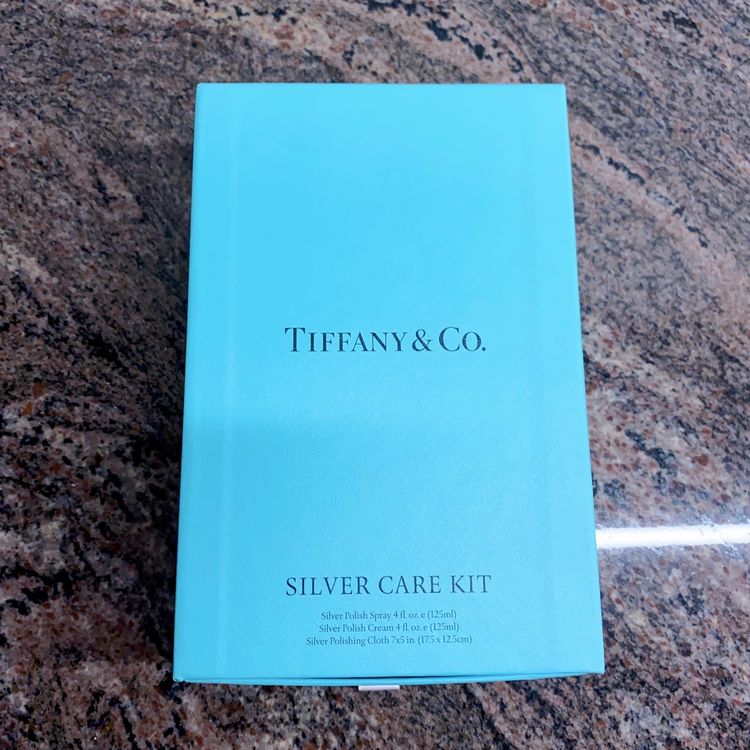 TIFFANY & CO.
SILVER CARE KIT
Silver Polish Spray 4 fl. oz. e (125ml)
Silver Polish Cream 4 fl. oz. e (125ml)
Silver Polishing Cloth 7x5 in. (17.5 x 12.5cm)